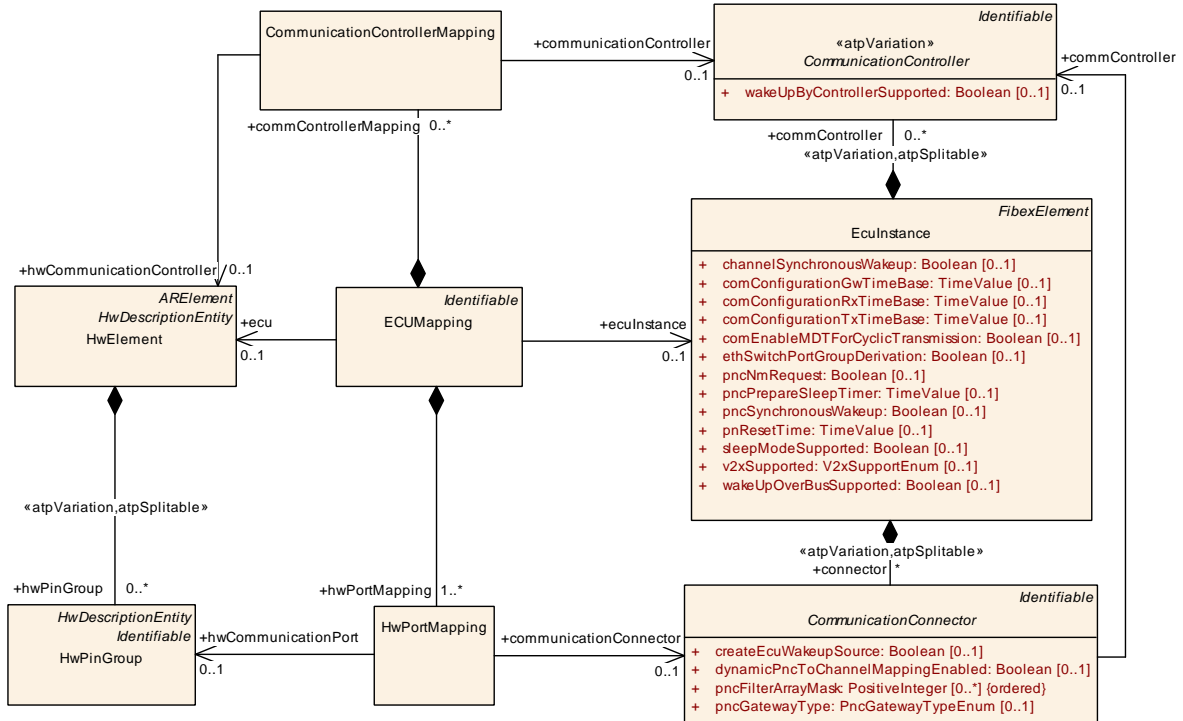 CommunicationControllerMapping
+communicationController
0..1
Identifiable
«atpVariation»
CommunicationController
+ wakeUpByControllerSupported: Boolean [0..1]
+commController
0..1
+commControllerMapping 0..*
+commController 0..*
«atpVariation,atpSplitable»
+hwCommunicationController 0..1
ARElement
HwDescriptionEntity
HwElement
+ecu
0..1
Identifiable
ECUMapping
+ecuInstance
0..1
FibexElement
EcuInstance
+ channelSynchronousWakeup: Boolean [0..1]
+ comConfigurationGwTimeBase: TimeValue [0..1]
+ comConfigurationRxTimeBase: TimeValue [0..1]
+ comConfigurationTxTimeBase: TimeValue [0..1]
+ comEnableMDTForCyclicTransmission: Boolean [0..1]
+ ethSwitchPortGroupDerivation: Boolean [0..1]
+ pncNmRequest: Boolean [0..1]
+ pncPrepareSleepTimer: TimeValue [0..1]
+ pncSynchronousWakeup: Boolean [0..1]
+ pnResetTime: TimeValue [0..1]
+ sleepModeSupported: Boolean [0..1]
+ v2xSupported: V2xSupportEnum [0..1]
+ wakeUpOverBusSupported: Boolean [0..1]
«atpVariation,atpSplitable»
+hwPinGroup 0..*
+hwPortMapping 1..*
«atpVariation,atpSplitable»
+connector *
HwDescriptionEntity
Identifiable
HwPinGroup
+hwCommunicationPort
0..1
HwPortMapping
+communicationConnector
0..1
Identifiable
CommunicationConnector
+ createEcuWakeupSource: Boolean [0..1]
+ dynamicPncToChannelMappingEnabled: Boolean [0..1]
+ pncFilterArrayMask: PositiveInteger [0..*] {ordered}
+ pncGatewayType: PncGatewayTypeEnum [0..1]